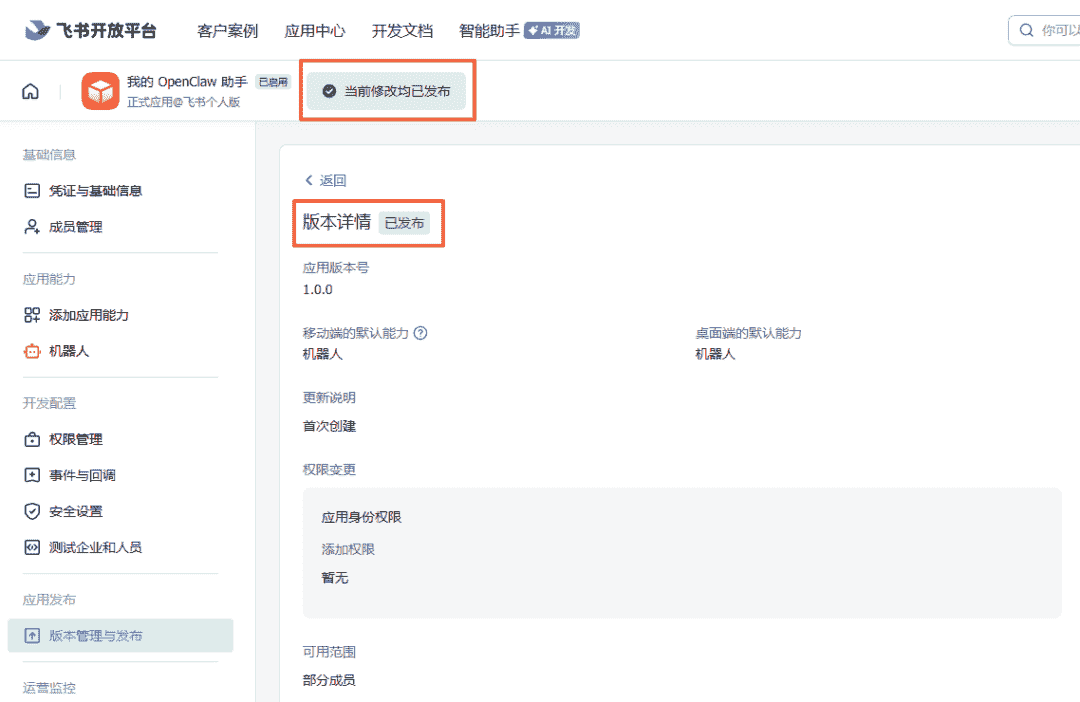 飞书开放平台 客户案例 应用中心 开发文档 智能助手 AI 开发 你可以
我的 OpenClaw 助手 已启用
正式应用@飞书个人版
当前修改均已发布
基础信息
凭证与基础信息
成员管理
应用能力
添加应用能力
机器人
开发配置
权限管理
事件与回调
安全设置
测试企业和人员
应用发布
版本管理与发布
运营监控
返回
版本详情 已发布
应用版本号
1.0.0
移动端的默认能力 桌面端的默认能力
机器人 机器人
更新说明
首次创建
权限变更
应用身份权限
添加权限
暂无
可用范围
部分成员